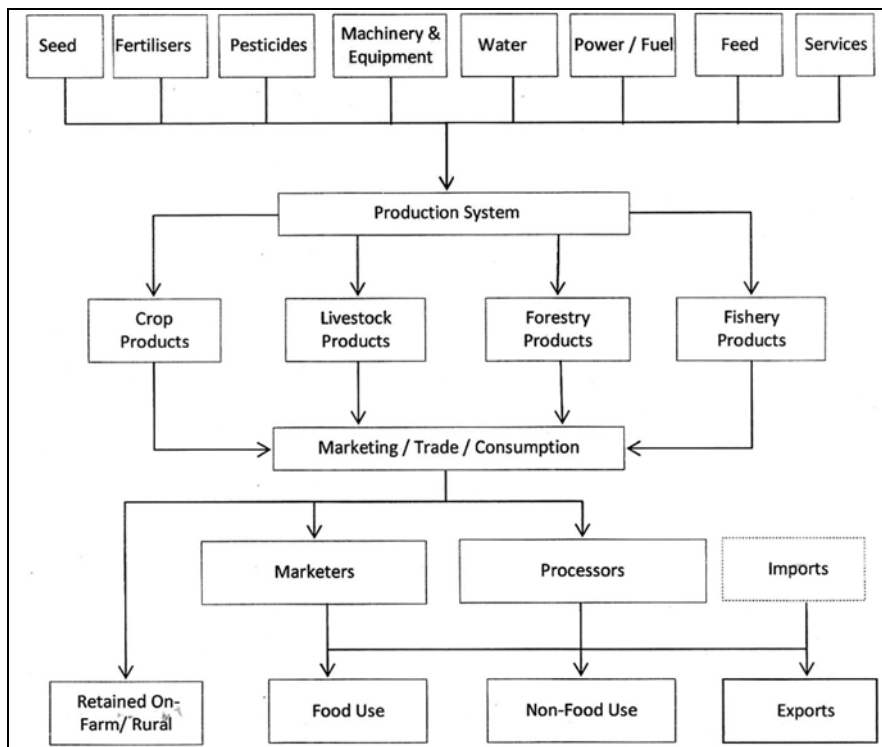 Seed
Fertilisers
Pesticides
Machinery &
Equipment
Water
Power / Fuel
Feed
Services
Production System
Crop
Products
Livestock
Products
Forestry
Products
Fishery
Products
Marketing / Trade / Consumption
Marketers
Processors
Imports
Retained On-
Farm/ Rural
Food Use
Non-Food Use
Exports